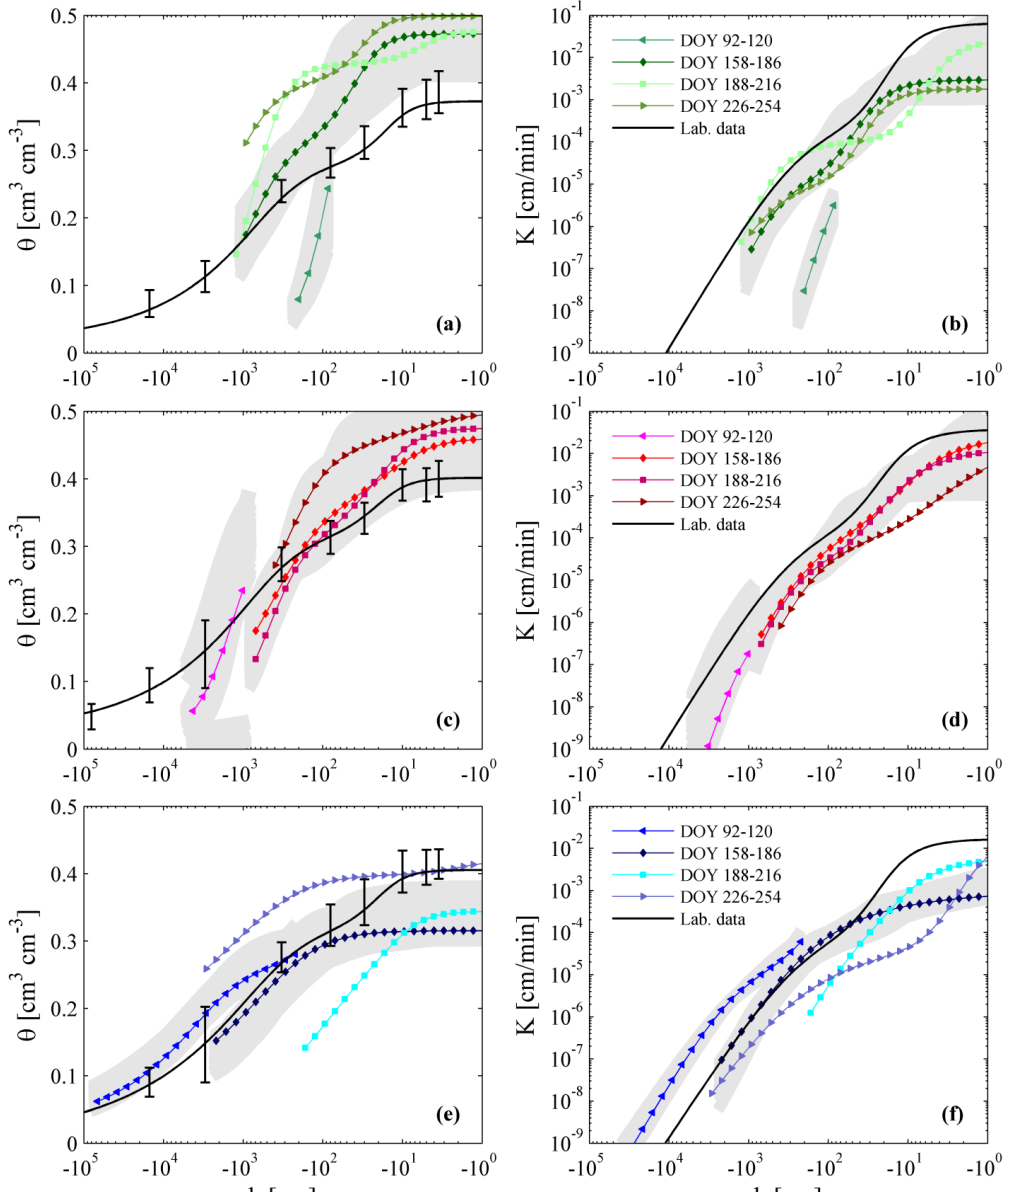 0.5
0.4
0.3
0.2
0.1
0
θ [cm³ cm⁻³]
(a)
-10⁵ -10⁴ -10³ -10² -10¹ -10⁰
10⁻¹
10⁻²
10⁻³
10⁻⁴
10⁻⁵
10⁻⁶
10⁻⁷
10⁻⁸
10⁻⁹
K [cm/min]
DOY 92-120
DOY 158-186
DOY 188-216
DOY 226-254
Lab. data
(b)
-10⁵ -10⁴ -10³ -10² -10¹ -10⁰
0.5
0.4
0.3
0.2
0.1
0
θ [cm³ cm⁻³]
(c)
-10⁵ -10⁴ -10³ -10² -10¹ -10⁰
10⁻¹
10⁻²
10⁻³
10⁻⁴
10⁻⁵
10⁻⁶
10⁻⁷
10⁻⁸
10⁻⁹
K [cm/min]
DOY 92-120
DOY 158-186
DOY 188-216
DOY 226-254
Lab. data
(d)
-10⁵ -10⁴ -10³ -10² -10¹ -10⁰
0.5
0.4
0.3
0.2
0.1
0
θ [cm³ cm⁻³]
(e)
-10⁵ -10⁴ -10³ -10² -10¹ -10⁰
10⁻¹
10⁻²
10⁻³
10⁻⁴
10⁻⁵
10⁻⁶
10⁻⁷
10⁻⁸
10⁻⁹
K [cm/min]
DOY 92-120
DOY 158-186
DOY 188-216
DOY 226-254
Lab. data
(f)
-10⁵ -10⁴ -10³ -10² -10¹ -10⁰